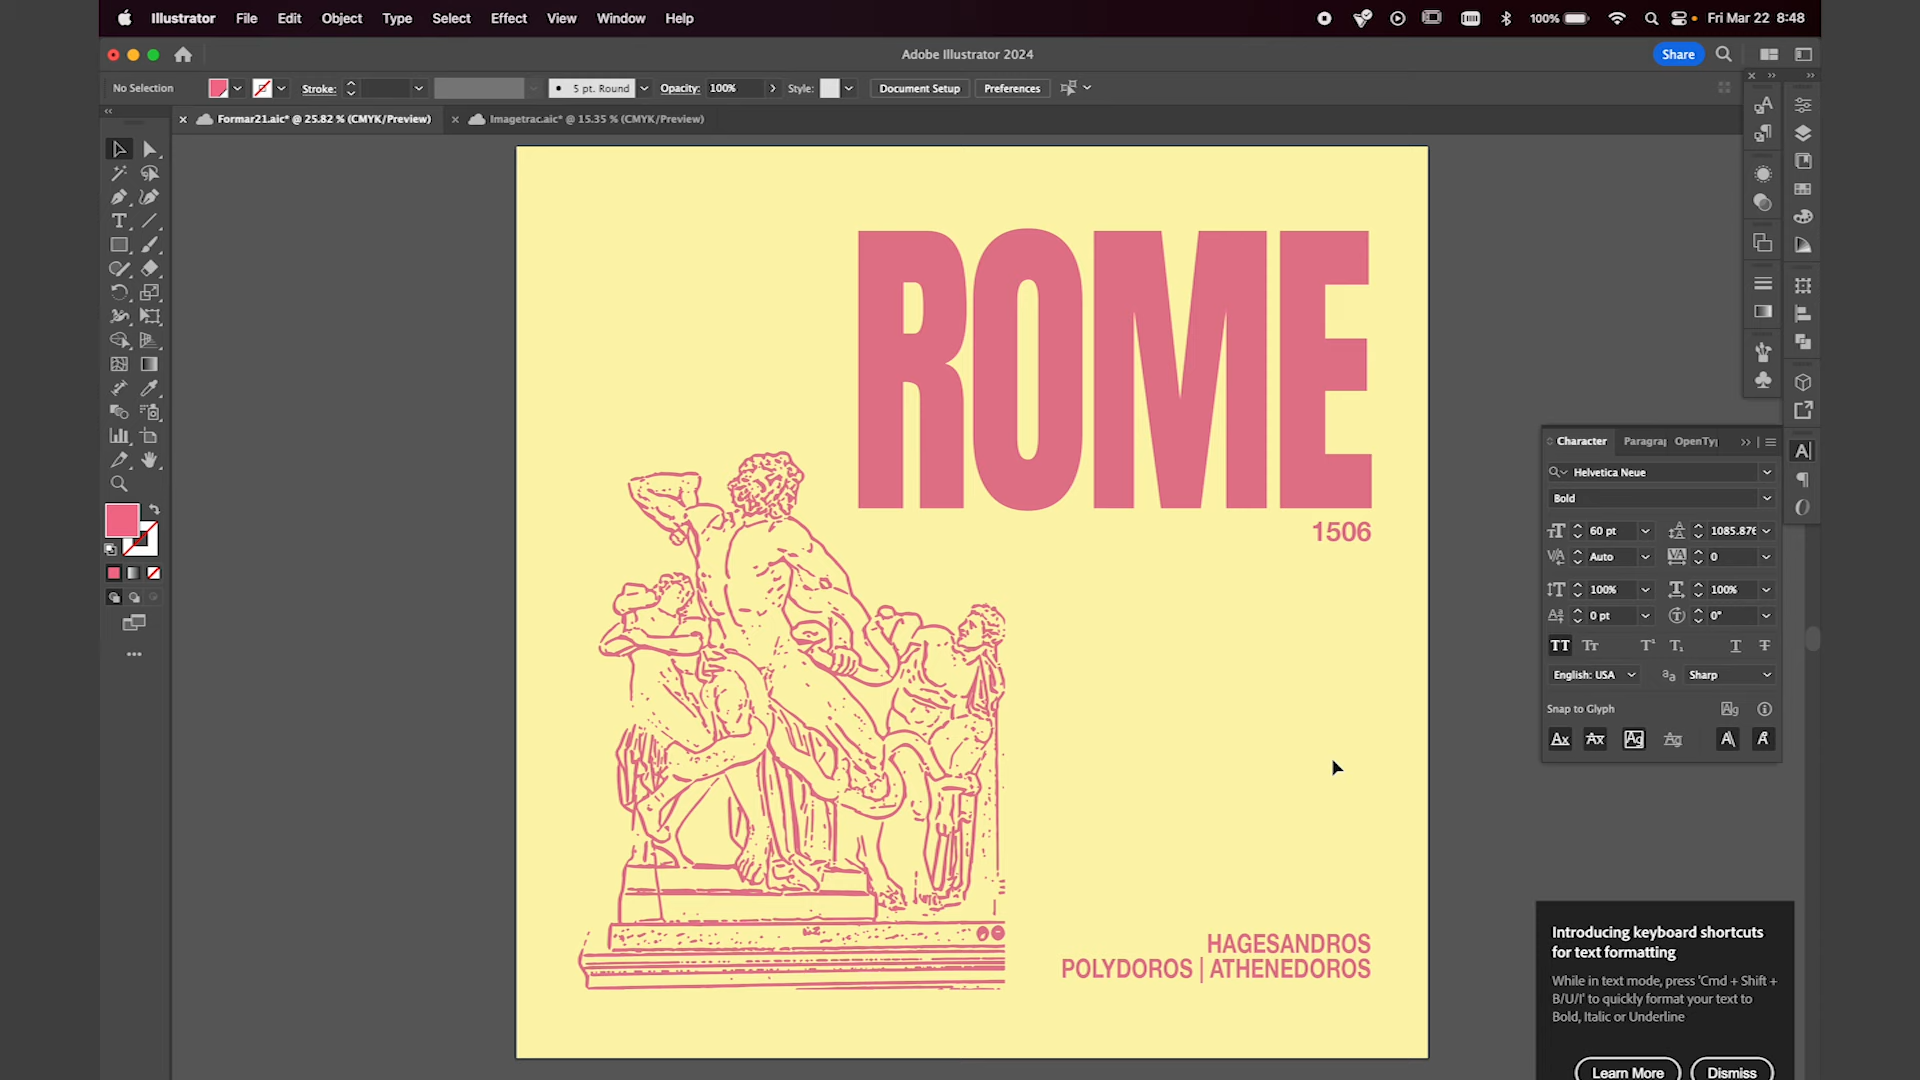 Illustrator File Edit Object Type Select Effect View Window Help
100% Fri Mar 22 8:48
Adobe Illustrator 2024
Share
No Selection Stroke: 5 pt. Round Opacity: 100% Style: Document Setup Preferences
Formar21.aic* @ 25.82 % (CMYK/Preview) Imagetrac.aic* @ 15.35 % (CMYK/Preview)
ROME
1506
HAGESANDROS
POLYDOROS | ATHENEDOROS
Character Paragraj OpenTy
Helvetica Neue
Bold
60 pt 1085.876
Auto 0
100% 100%
0 pt 0°
English: USA Sharp
Snap to Glyph
Introducing keyboard shortcuts
for text formatting
While in text mode, press 'Cmd + Shift +
B/U/I' to quickly format your text to
Bold, Italic or Underline
Learn More Dismiss